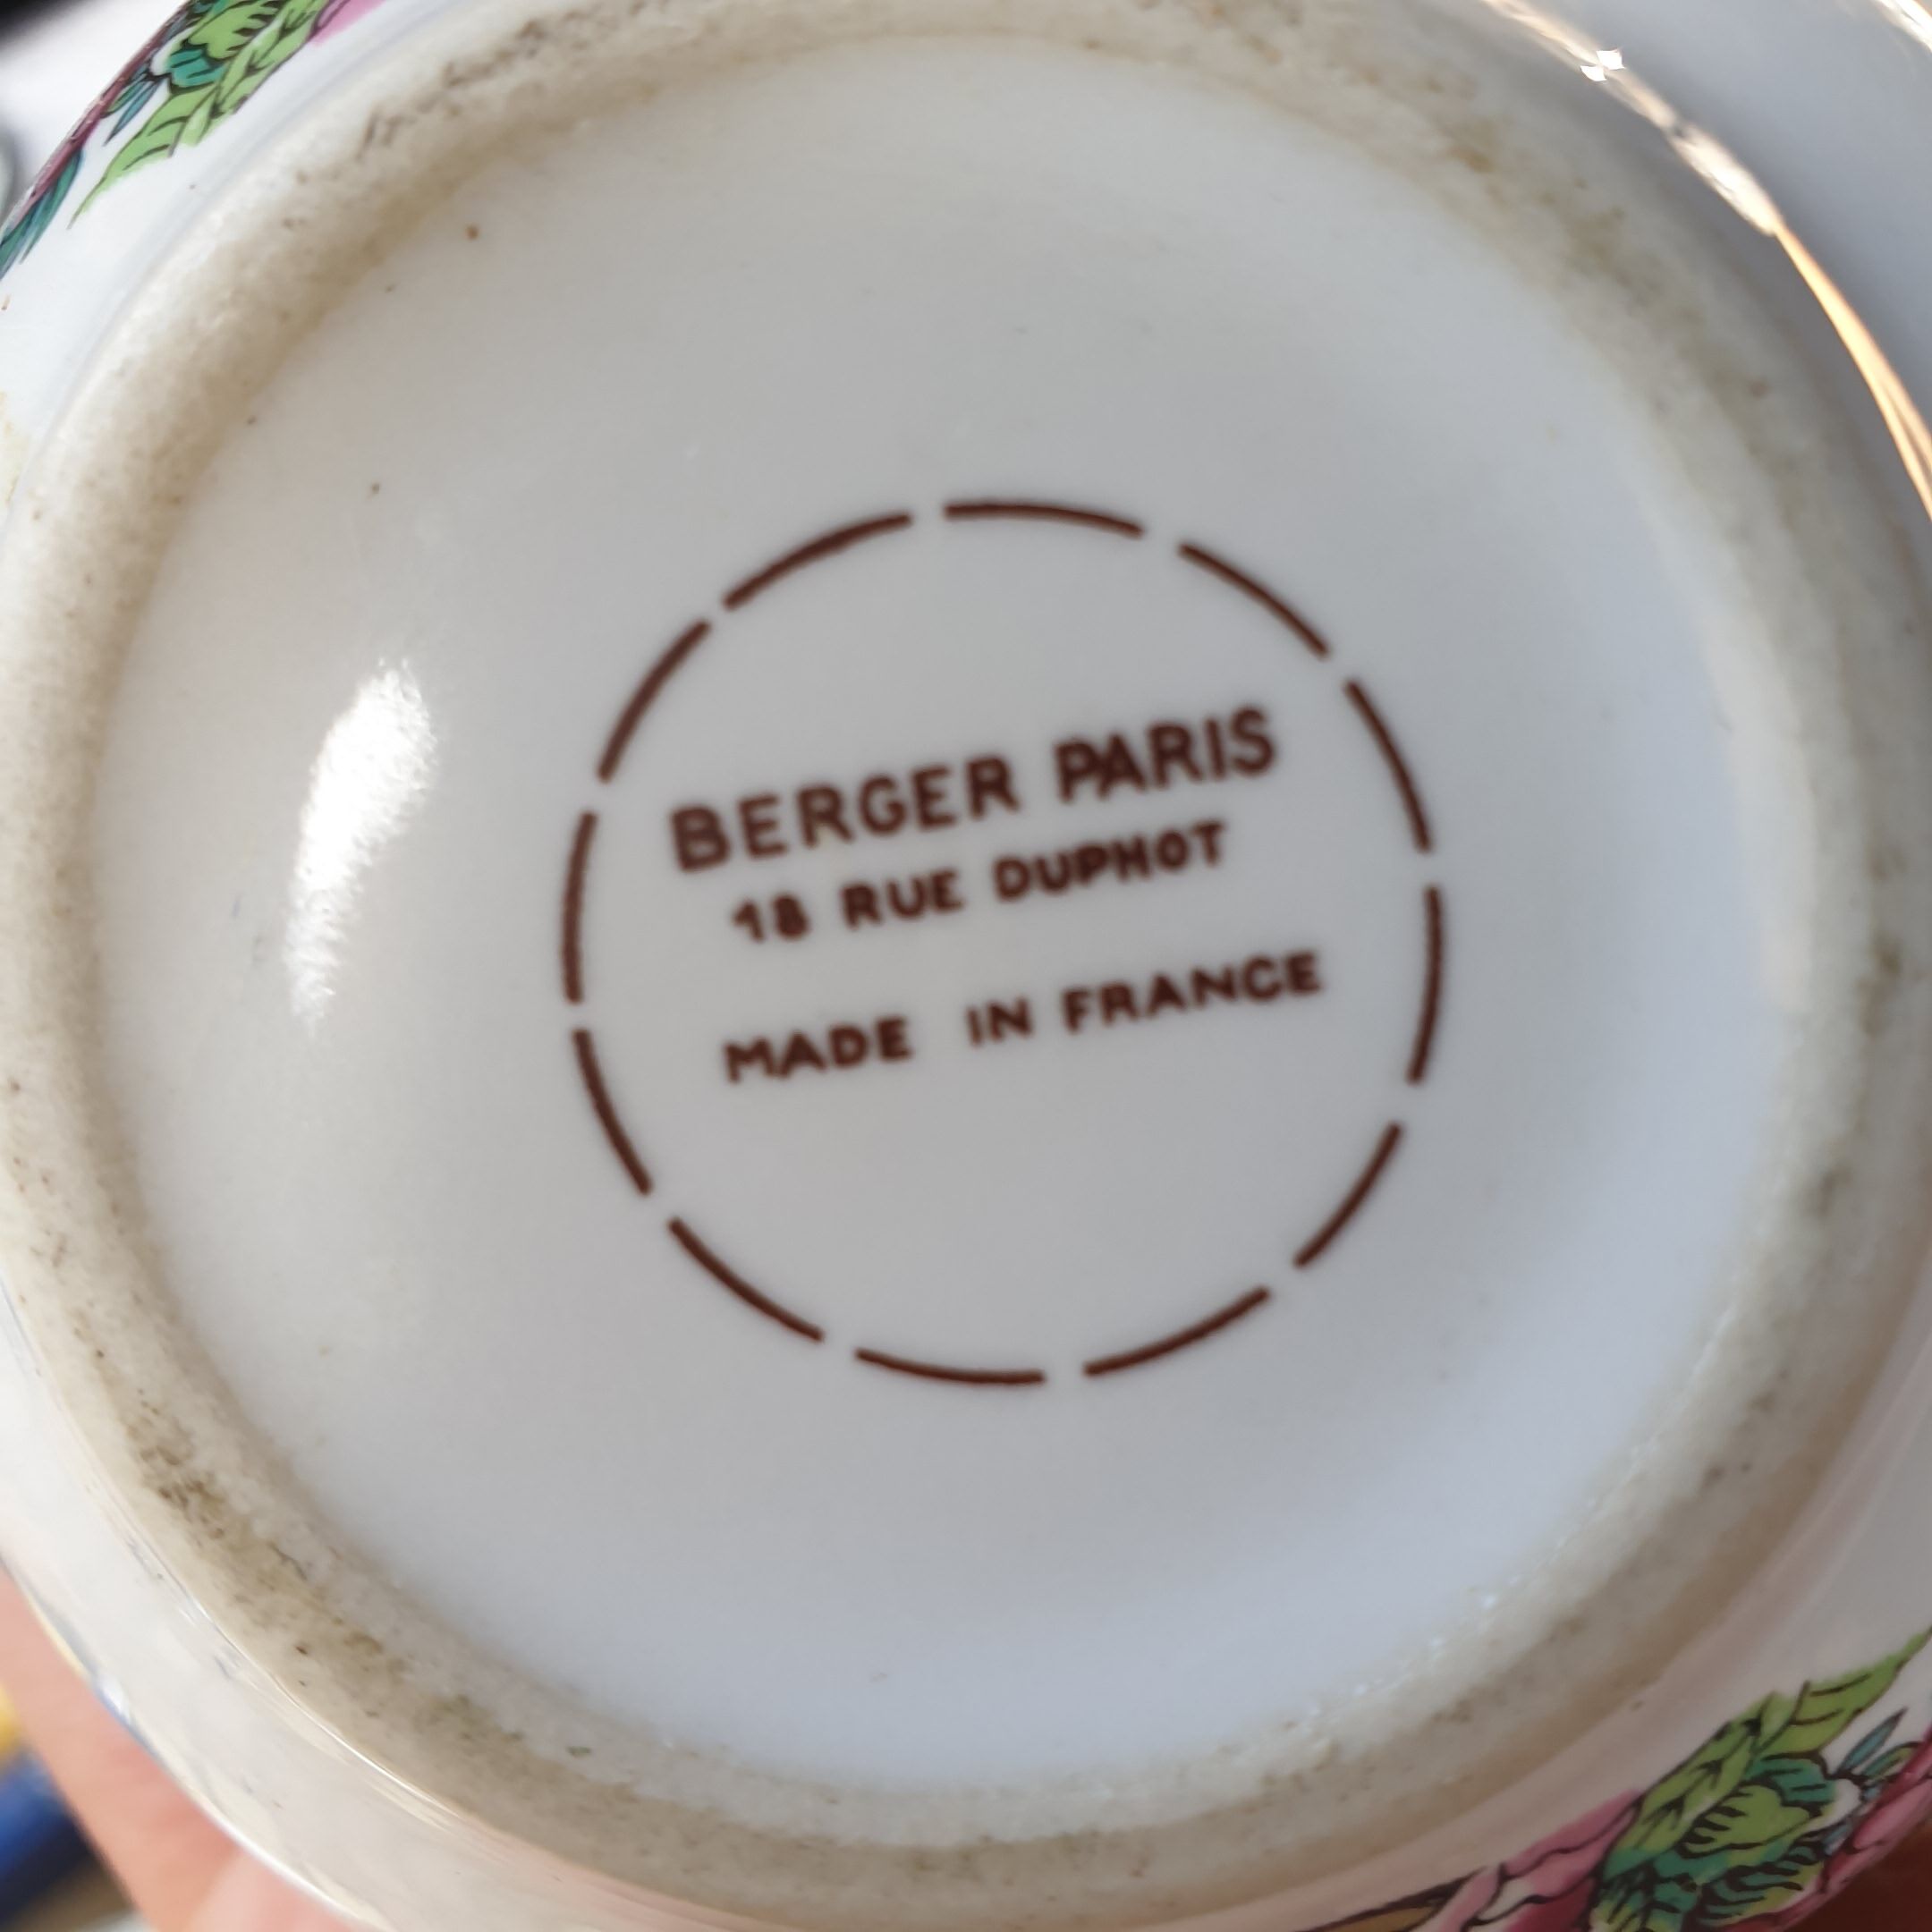 BERGER PARIS
18 RUE DUPHOT
MADE IN FRANCE